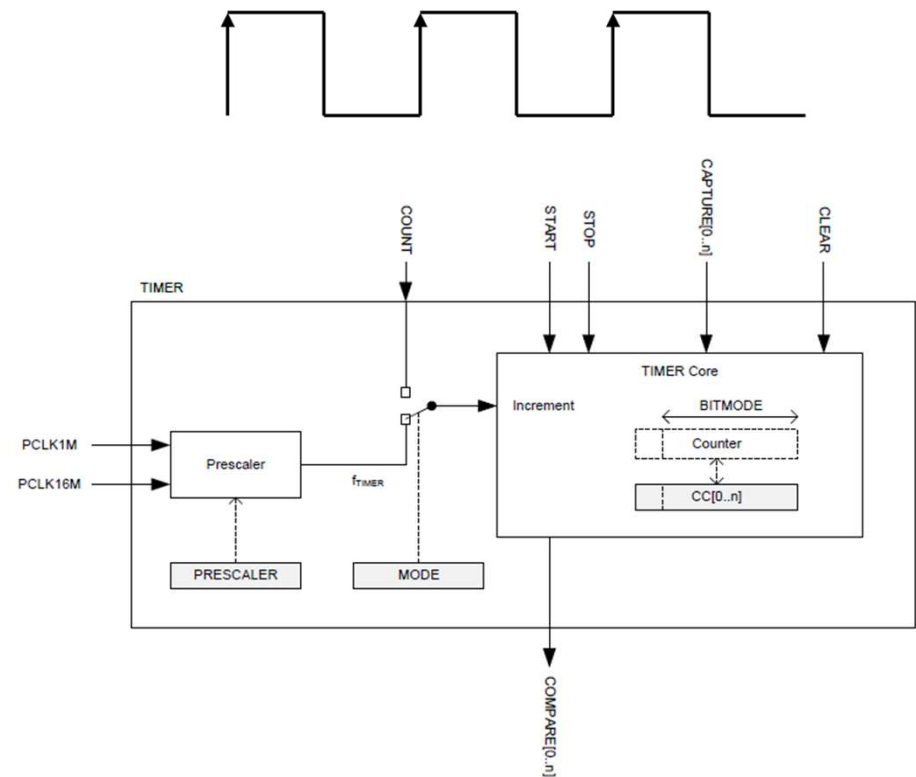 COUNT
START
STOP
CAPTURE[0..n]
CLEAR
TIMER
TIMER Core
Increment
BITMODE
Counter
CC[0..n]
PCLK1M
PCLK16M
Prescaler
fTIMER
PRESCALER
MODE
COMPARE[0..n]